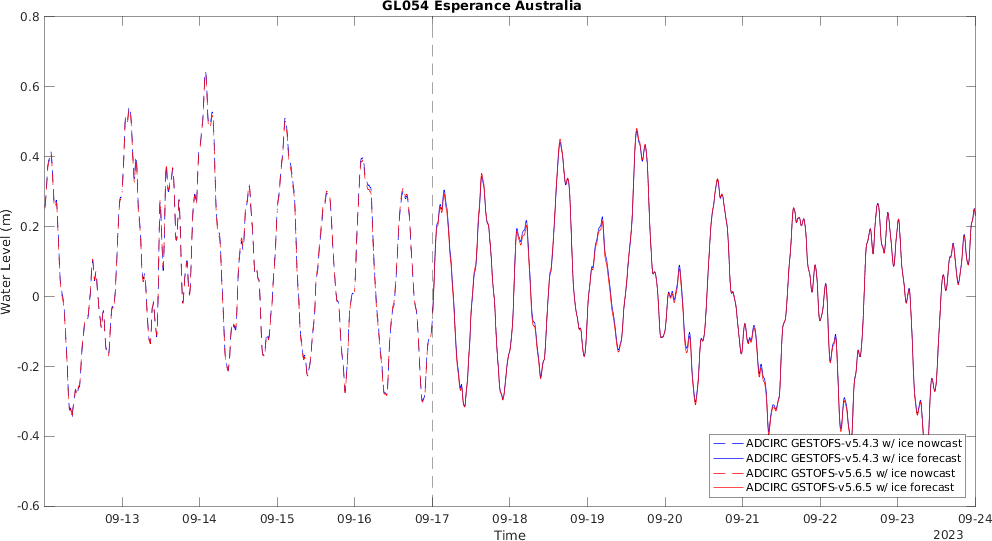 GL054 Esperance Australia
Water Level (m)
0.8
0.6
0.4
0.2
0
-0.2
-0.4
-0.6
ADCIRC GESTOFS-v5.4.3 w/ ice nowcast
ADCIRC GESTOFS-v5.4.3 w/ ice forecast
ADCIRC GSTOFS-v5.6.5 w/ ice nowcast
ADCIRC GSTOFS-v5.6.5 w/ ice forecast
09-13 09-14 09-15 09-16 09-17 09-18 09-19 09-20 09-21 09-22 09-23 09-24
Time
2023